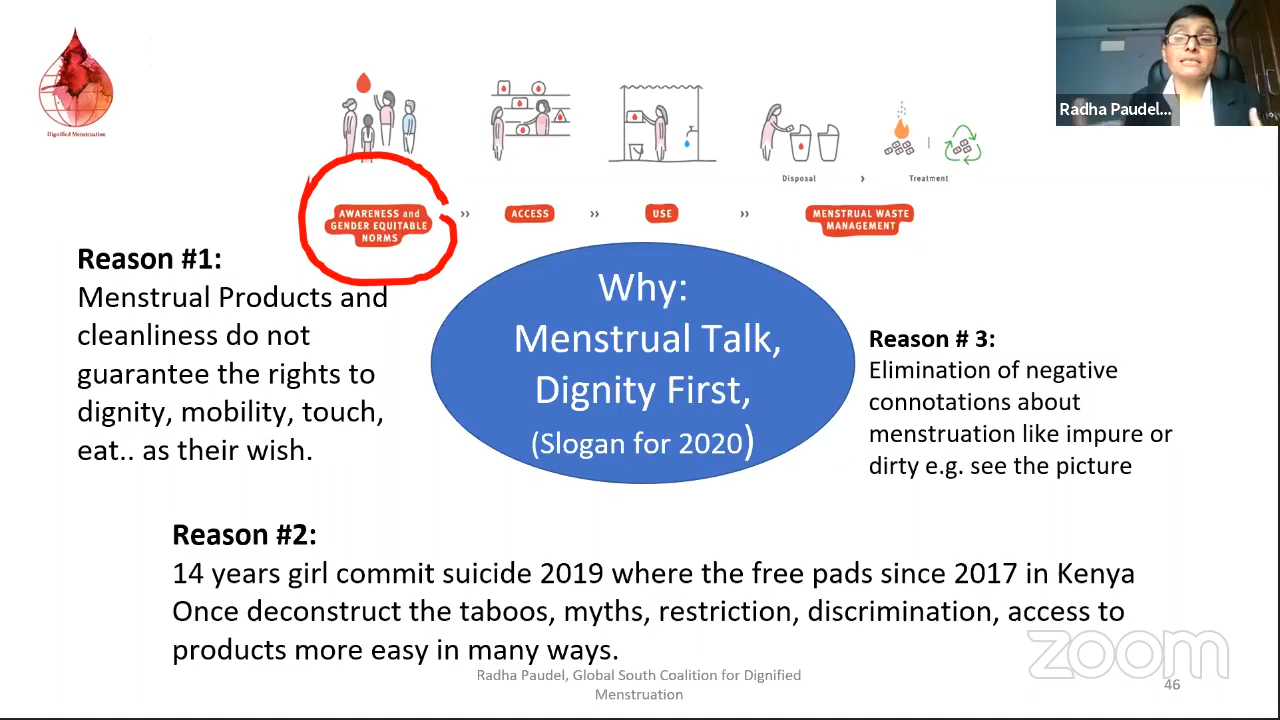 Radha Paudel...
Dignified Menstruation
Disposal › Treatment
AWARENESS and
GENDER EQUITABLE
NORMS
››
ACCESS
››
USE
››
MENSTRUAL WASTE
MANAGEMENT
Reason #1:
Menstrual Products and
cleanliness do not
guarantee the rights to
dignity, mobility, touch,
eat.. as their wish.
Why:
Menstrual Talk,
Dignity First,
(Slogan for 2020)
Reason # 3:
Elimination of negative
connotations about
menstruation like impure or
dirty e.g. see the picture
Reason #2:
14 years girl commit suicide 2019 where the free pads since 2017 in Kenya
Once deconstruct the taboos, myths, restriction, discrimination, access to
products more easy in many ways.
Radha Paudel, Global South Coalition for Dignified
Menstruation
46
zoom